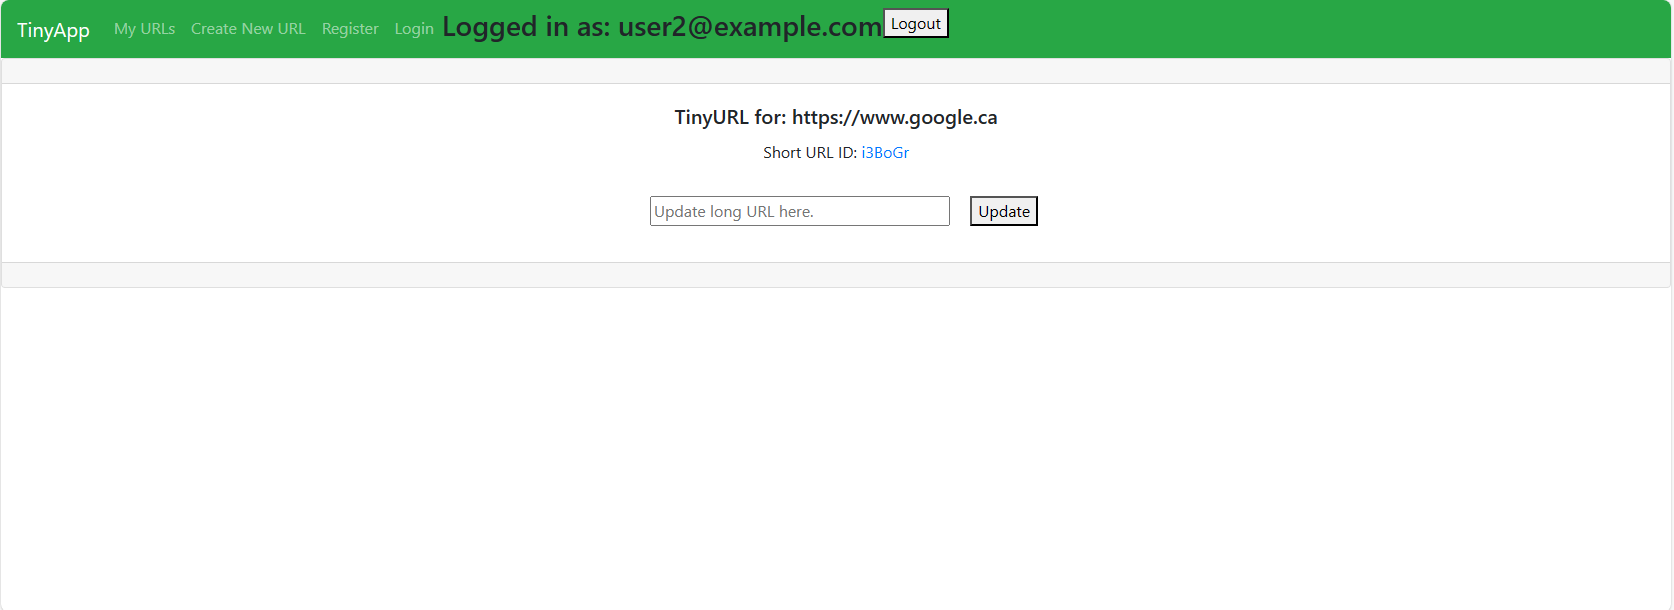 TinyApp My URLs Create New URL Register Login Logged in as: user2@example.com Logout
TinyURL for: https://www.google.ca
Short URL ID: i3BoGr
Update long URL here. Update